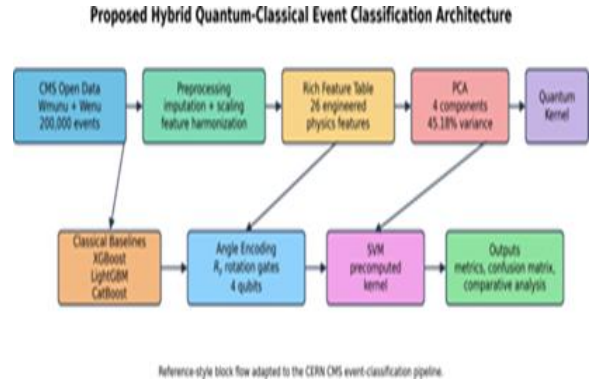 Proposed Hybrid Quantum-Classical Event Classification Architecture
CMS Open Data
Wmunu + Wenu
200,000 events
Preprocessing
imputation + scaling
feature harmonization
Rich Feature Table
26 engineered
physics features
PCA
4 components
45.18% variance
Quantum
Kernel
Classical Baselines
XGBoost
LightGBM
CatBoost
Angle Encoding
Ry rotation gates
4 qubits
SVM
precomputed
kernel
Outputs
metrics, confusion matrix,
comparative analysis
Reference-style block flow adapted to the CERN CMS event-classification pipeline.